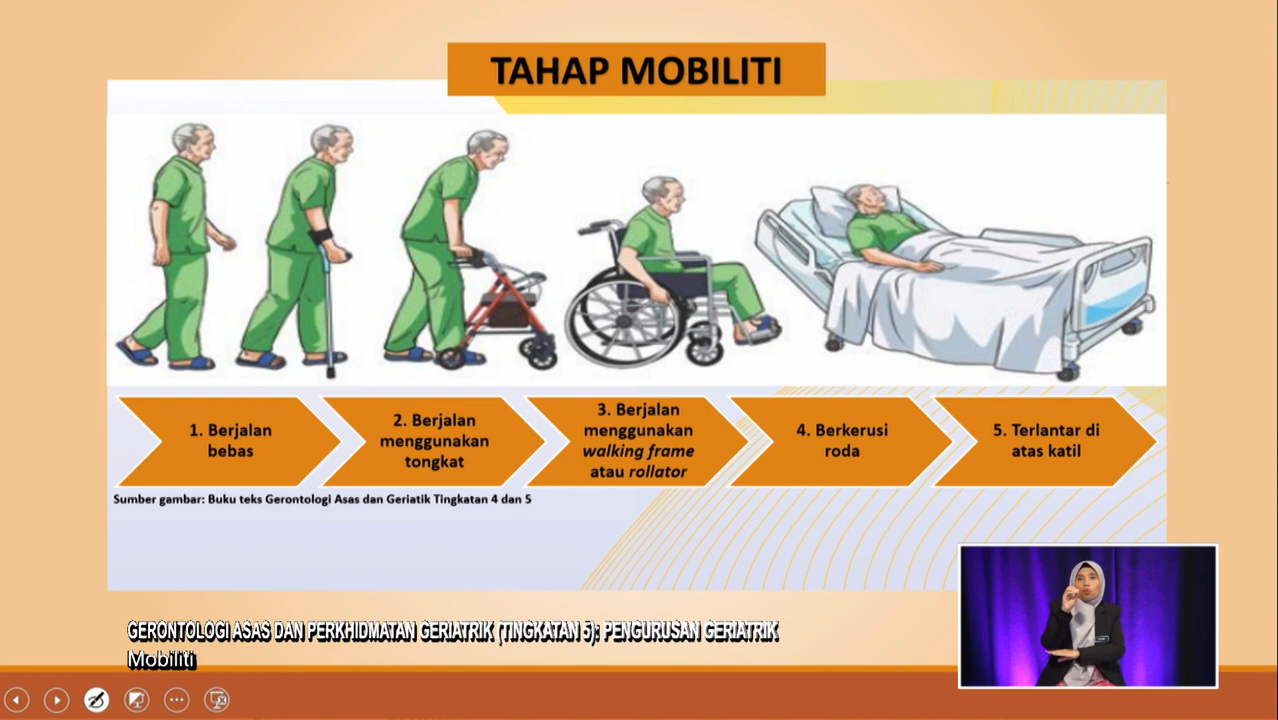 TAHAP MOBILITI
1. Berjalan
bebas
2. Berjalan
menggunakan
tongkat
3. Berjalan
menggunakan
walking frame
atau rollator
4. Berkerusi
roda
5. Terlantar di
atas katil
Sumber gambar: Buku teks Gerontologi Asas dan Geriatik Tingkatan 4 dan 5
GERONTOLOGI ASAS DAN PERKHIDMATAN GERIATRIK (TINGKATAN 5): PENGURUSAN GERIATRIK
Mobiliti